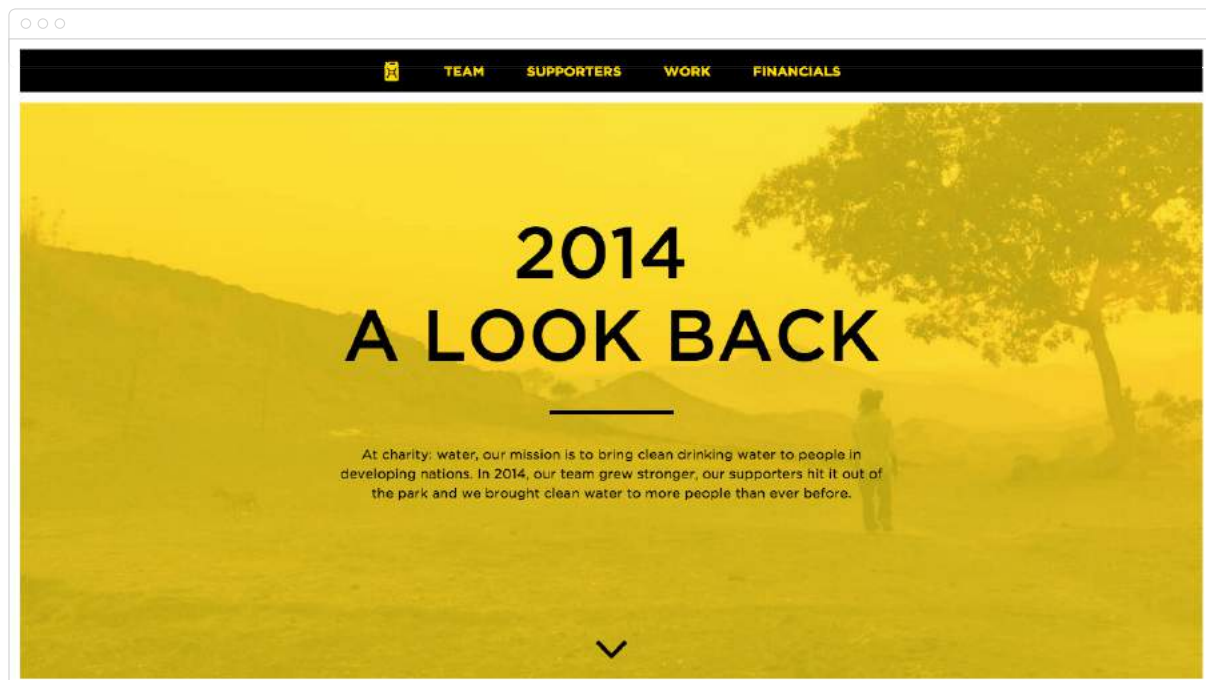 TEAM SUPPORTERS WORK FINANCIALS
2014
A LOOK BACK
At charity: water, our mission is to bring clean drinking water to people in
developing nations. In 2014, our team grew stronger, our supporters hit it out of
the park and we brought clean water to more people than ever before.